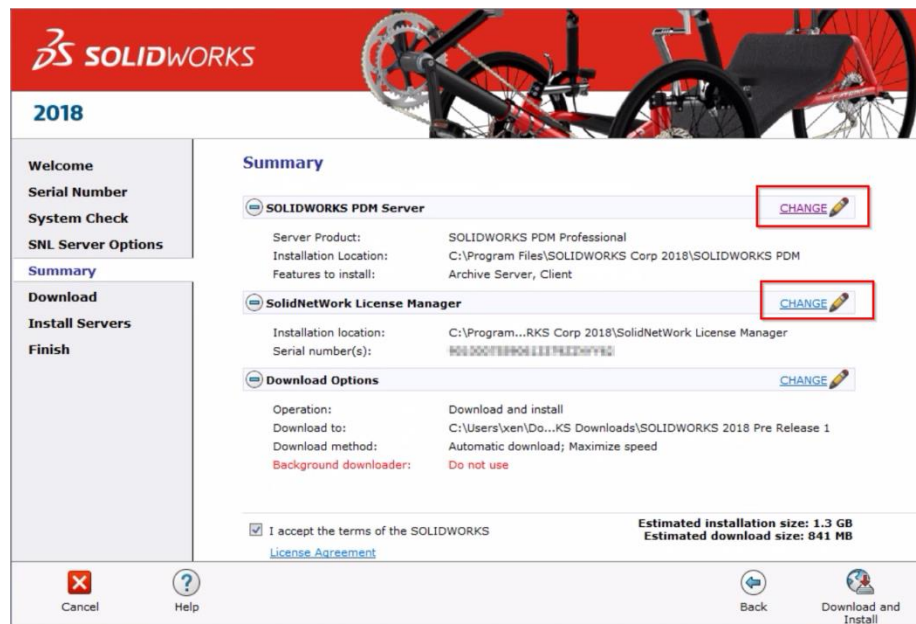 SOLIDWORKS
2018
Welcome
Serial Number
System Check
SNL Server Options
Summary
Download
Install Servers
Finish
Summary
SOLIDWORKS PDM Server CHANGE
Server Product: SOLIDWORKS PDM Professional
Installation Location: C:\Program Files\SOLIDWORKS Corp 2018\SOLIDWORKS PDM
Features to install: Archive Server, Client
SolidNetWork License Manager CHANGE
Installation location: C:\Program...RKS Corp 2018\SolidNetWork License Manager
Serial number(s):
Download Options CHANGE
Operation: Download and install
Download to: C:\Users\xen\Do...KS Downloads\SOLIDWORKS 2018 Pre Release 1
Download method: Automatic download; Maximize speed
Background downloader: Do not use
I accept the terms of the SOLIDWORKS
License Agreement
Estimated installation size: 1.3 GB
Estimated download size: 841 MB
Cancel
Help
Back
Download and
Install